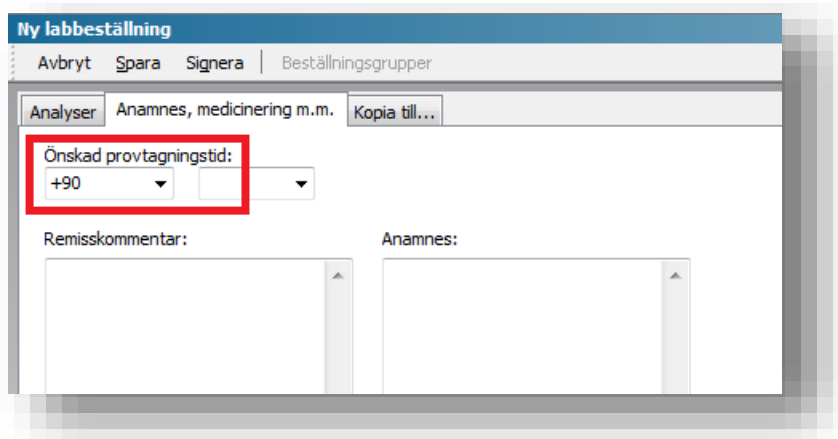 Ny labbeställning
Avbryt Spara Signera Beställningsgrupper
Analyser Anamnes, medicinering m.m. Kopia till...
Önskad provtagningstid:
+90
Remisskommentar: Anamnes: